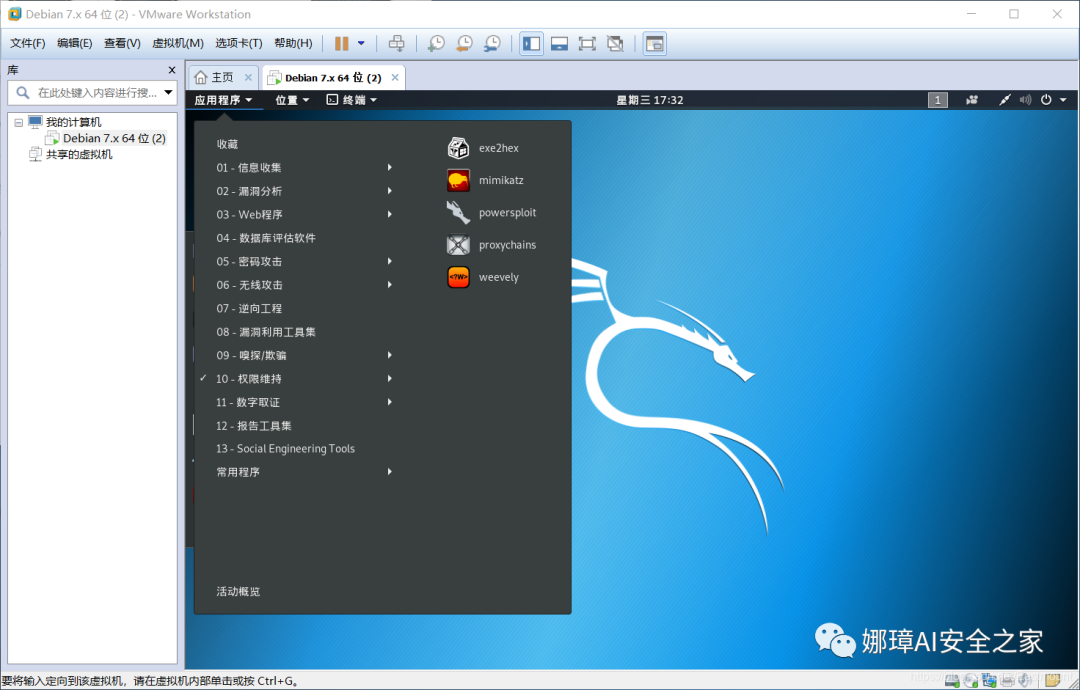 Debian 7.x 64 位 (2) - VMware Workstation
文件(F) 编辑(E) 查看(V) 虚拟机(M) 选项卡(T) 帮助(H)
库
在此处键入内容进行搜...
我的计算机
Debian 7.x 64 位 (2)
共享的虚拟机
主页
Debian 7.x 64 位 (2)
应用程序 位置 终端 星期三 17:32 1
收藏
01 - 信息收集
02 - 漏洞分析
03 - Web程序
04 - 数据库评估软件
05 - 密码攻击
06 - 无线攻击
07 - 逆向工程
08 - 漏洞利用工具集
09 - 嗅探/欺骗
10 - 权限维持
11 - 数字取证
12 - 报告工具集
13 - Social Engineering Tools
常用程序
活动概览
exe2hex
mimikatz
powersploit
proxychains
<?W>
weevely
娜璋AI安全之家
要将输入定向到该虚拟机，请在虚拟机内部单击或按 Ctrl+G。